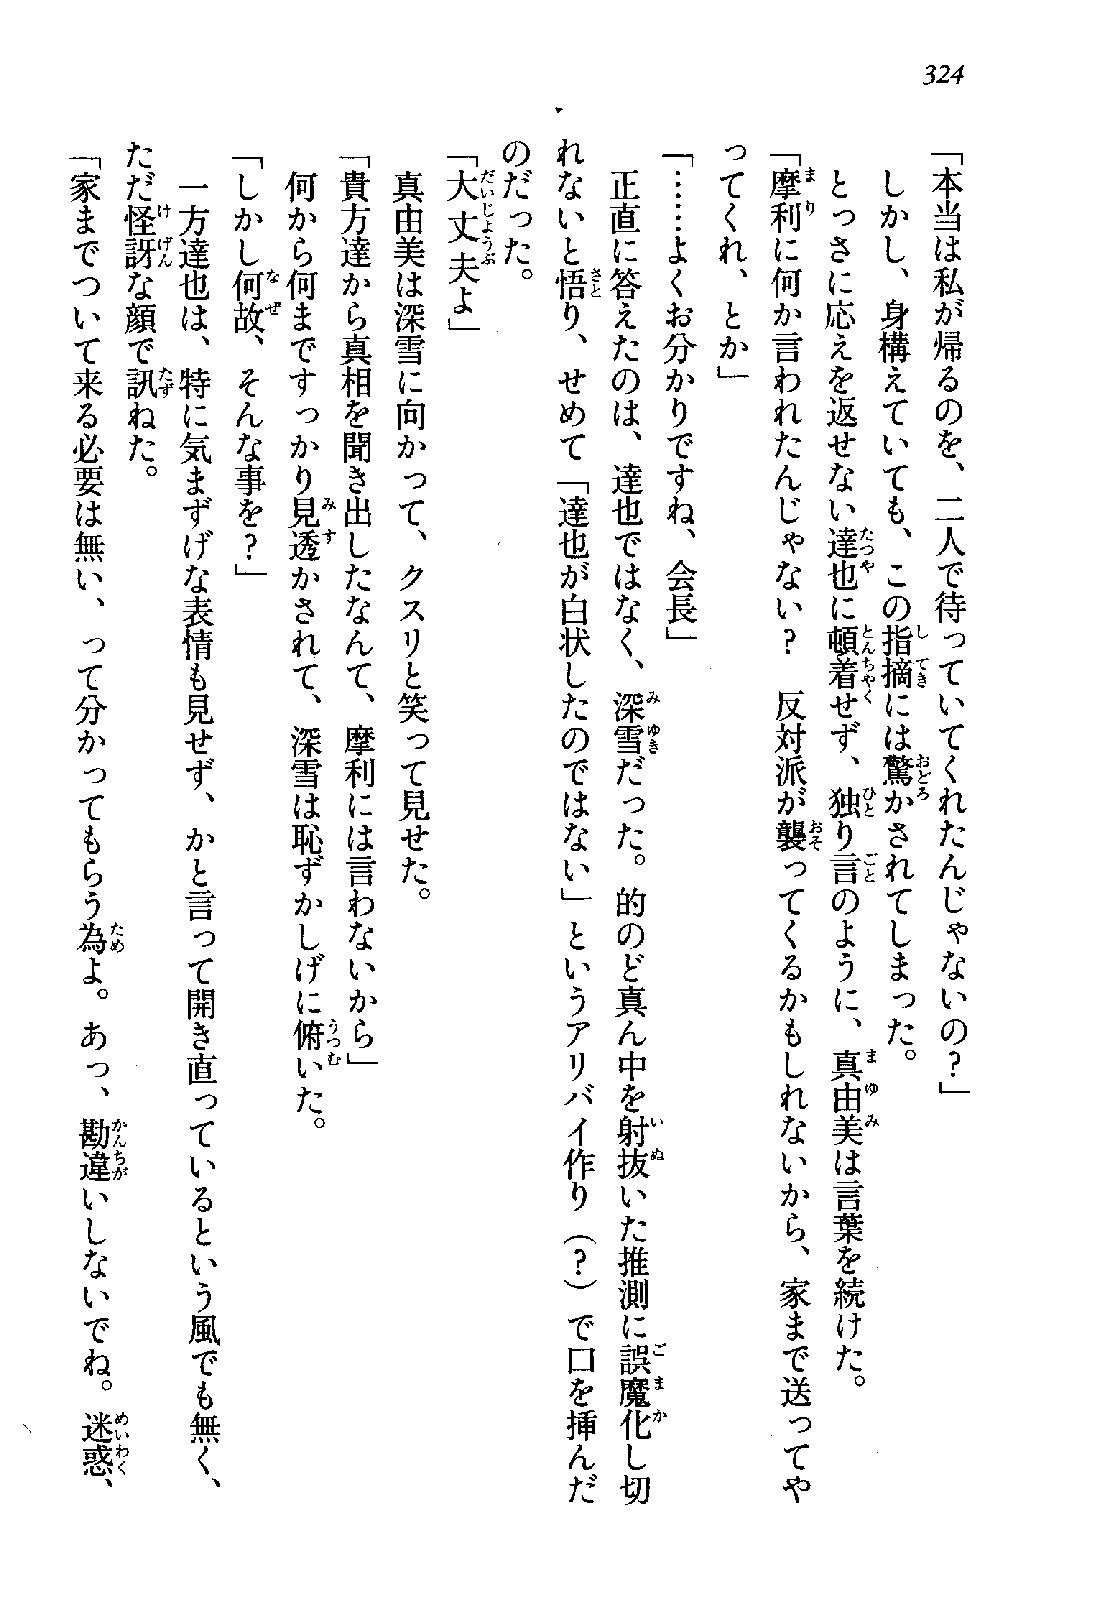 324
「本当は私が帰るのを、二人で待っていてくれたんじゃないの？」
しかし、身構えていても、この指摘には驚かされてしまった。
とっさに応えを返せない達也に頓着せず、独り言のように、真由美は言葉を続けた。
「摩利に何か言われたんじゃない？　反対派が襲ってくるかもしれないから、家まで送ってや
ってくれ、とか」
「……よくお分かりですね、会長」
正直に答えたのは、達也ではなく、深雪だった。的のど真ん中を射抜いた推測に誤魔化し切
れないと悟り、せめて「達也が白状したのではない」というアリバイ作り（？）で口を挿んだ
のだった。
「大丈夫よ」
真由美は深雪に向かって、クスリと笑って見せた。
「貴方達から真相を聞き出したなんて、摩利には言わないから」
何から何まですっかり見透かされて、深雪は恥ずかしげに俯いた。
「しかし何故、そんな事を？」
一方達也は、特に気まずげな表情も見せず、かと言って開き直っているという風でも無く、
ただ怪訝な顔で訊ねた。
「家までついて来る必要は無い、って分かってもらう為よ。あっ、勘違いしないでね。迷惑、